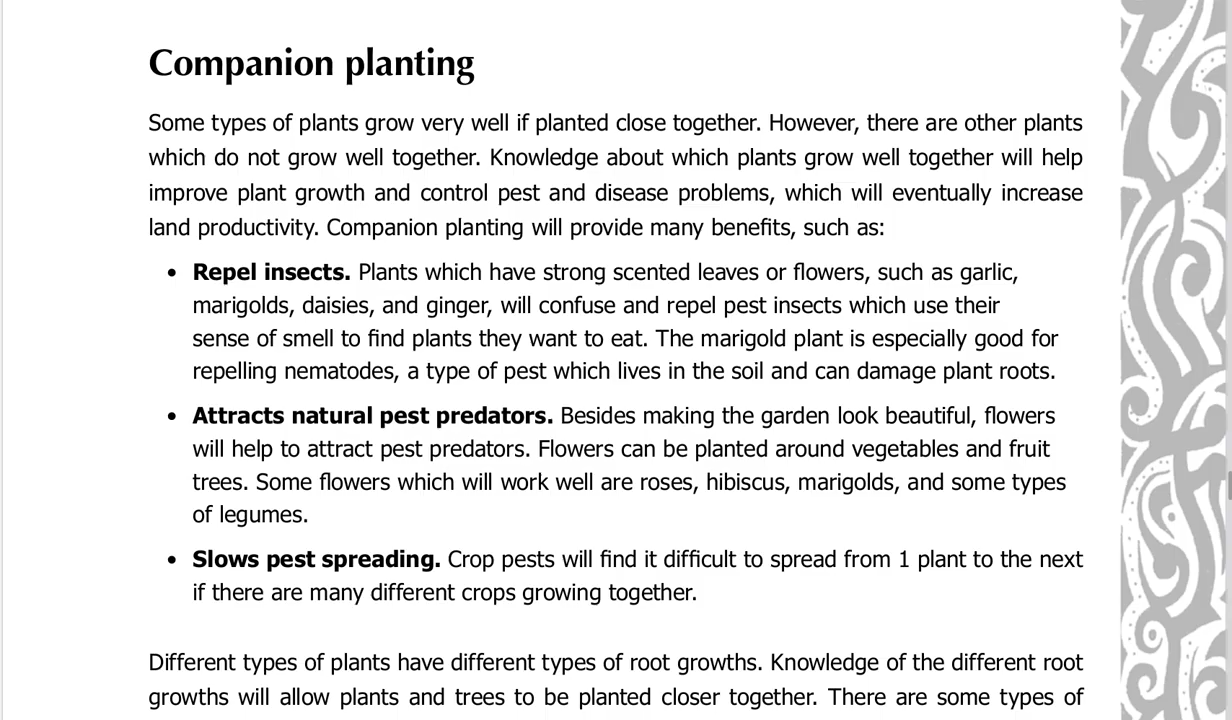 Companion planting
Some types of plants grow very well if planted close together. However, there are other plants
which do not grow well together. Knowledge about which plants grow well together will help
improve plant growth and control pest and disease problems, which will eventually increase
land productivity. Companion planting will provide many benefits, such as:
• Repel insects. Plants which have strong scented leaves or flowers, such as garlic,
marigolds, daisies, and ginger, will confuse and repel pest insects which use their
sense of smell to find plants they want to eat. The marigold plant is especially good for
repelling nematodes, a type of pest which lives in the soil and can damage plant roots.
• Attracts natural pest predators. Besides making the garden look beautiful, flowers
will help to attract pest predators. Flowers can be planted around vegetables and fruit
trees. Some flowers which will work well are roses, hibiscus, marigolds, and some types
of legumes.
• Slows pest spreading. Crop pests will find it difficult to spread from 1 plant to the next
if there are many different crops growing together.
Different types of plants have different types of root growths. Knowledge of the different root
growths will allow plants and trees to be planted closer together. There are some types of